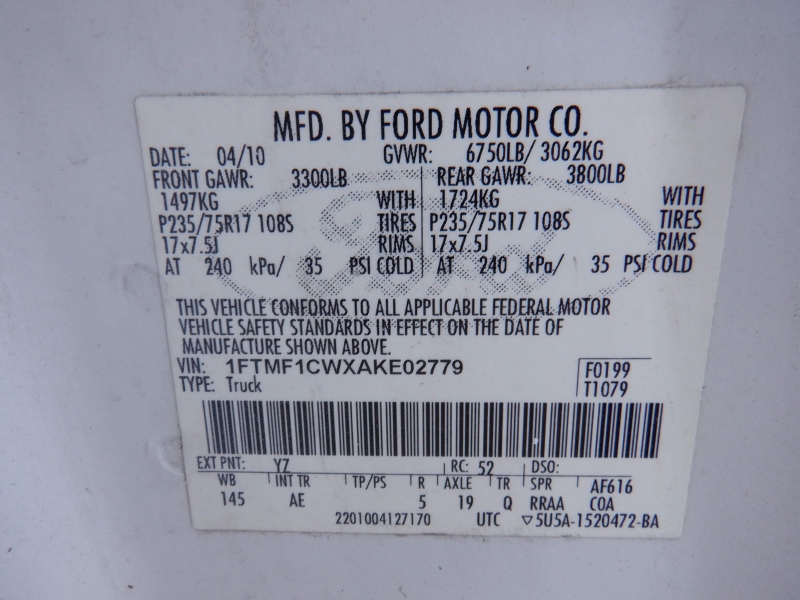 MFD. BY FORD MOTOR CO.
DATE: 04/10 GVWR: 6750LB/ 3062KG
FRONT GAWR: 3300LB REAR GAWR: 3800LB
1497KG WITH 1724KG WITH
P235/75R17 108S TIRES P235/75R17 108S TIRES
17x7.5J RIMS 17x7.5J RIMS
AT 240 kPa/ 35 PSI COLD AT 240 kPa/ 35 PSI COLD
THIS VEHICLE CONFORMS TO ALL APPLICABLE FEDERAL MOTOR
VEHICLE SAFETY STANDARDS IN EFFECT ON THE DATE OF
MANUFACTURE SHOWN ABOVE.
VIN: 1FTMF1CWXAKE02779 F0199
TYPE: Truck T1079
EXT PNT: YZ RC: 52 DSO:
WB INT TR TP/PS R AXLE TR SPR AF616
145 AE 5 19 Q RRAA COA
2201004127170 UTC ▽5U5A-1520472-BA
Ford